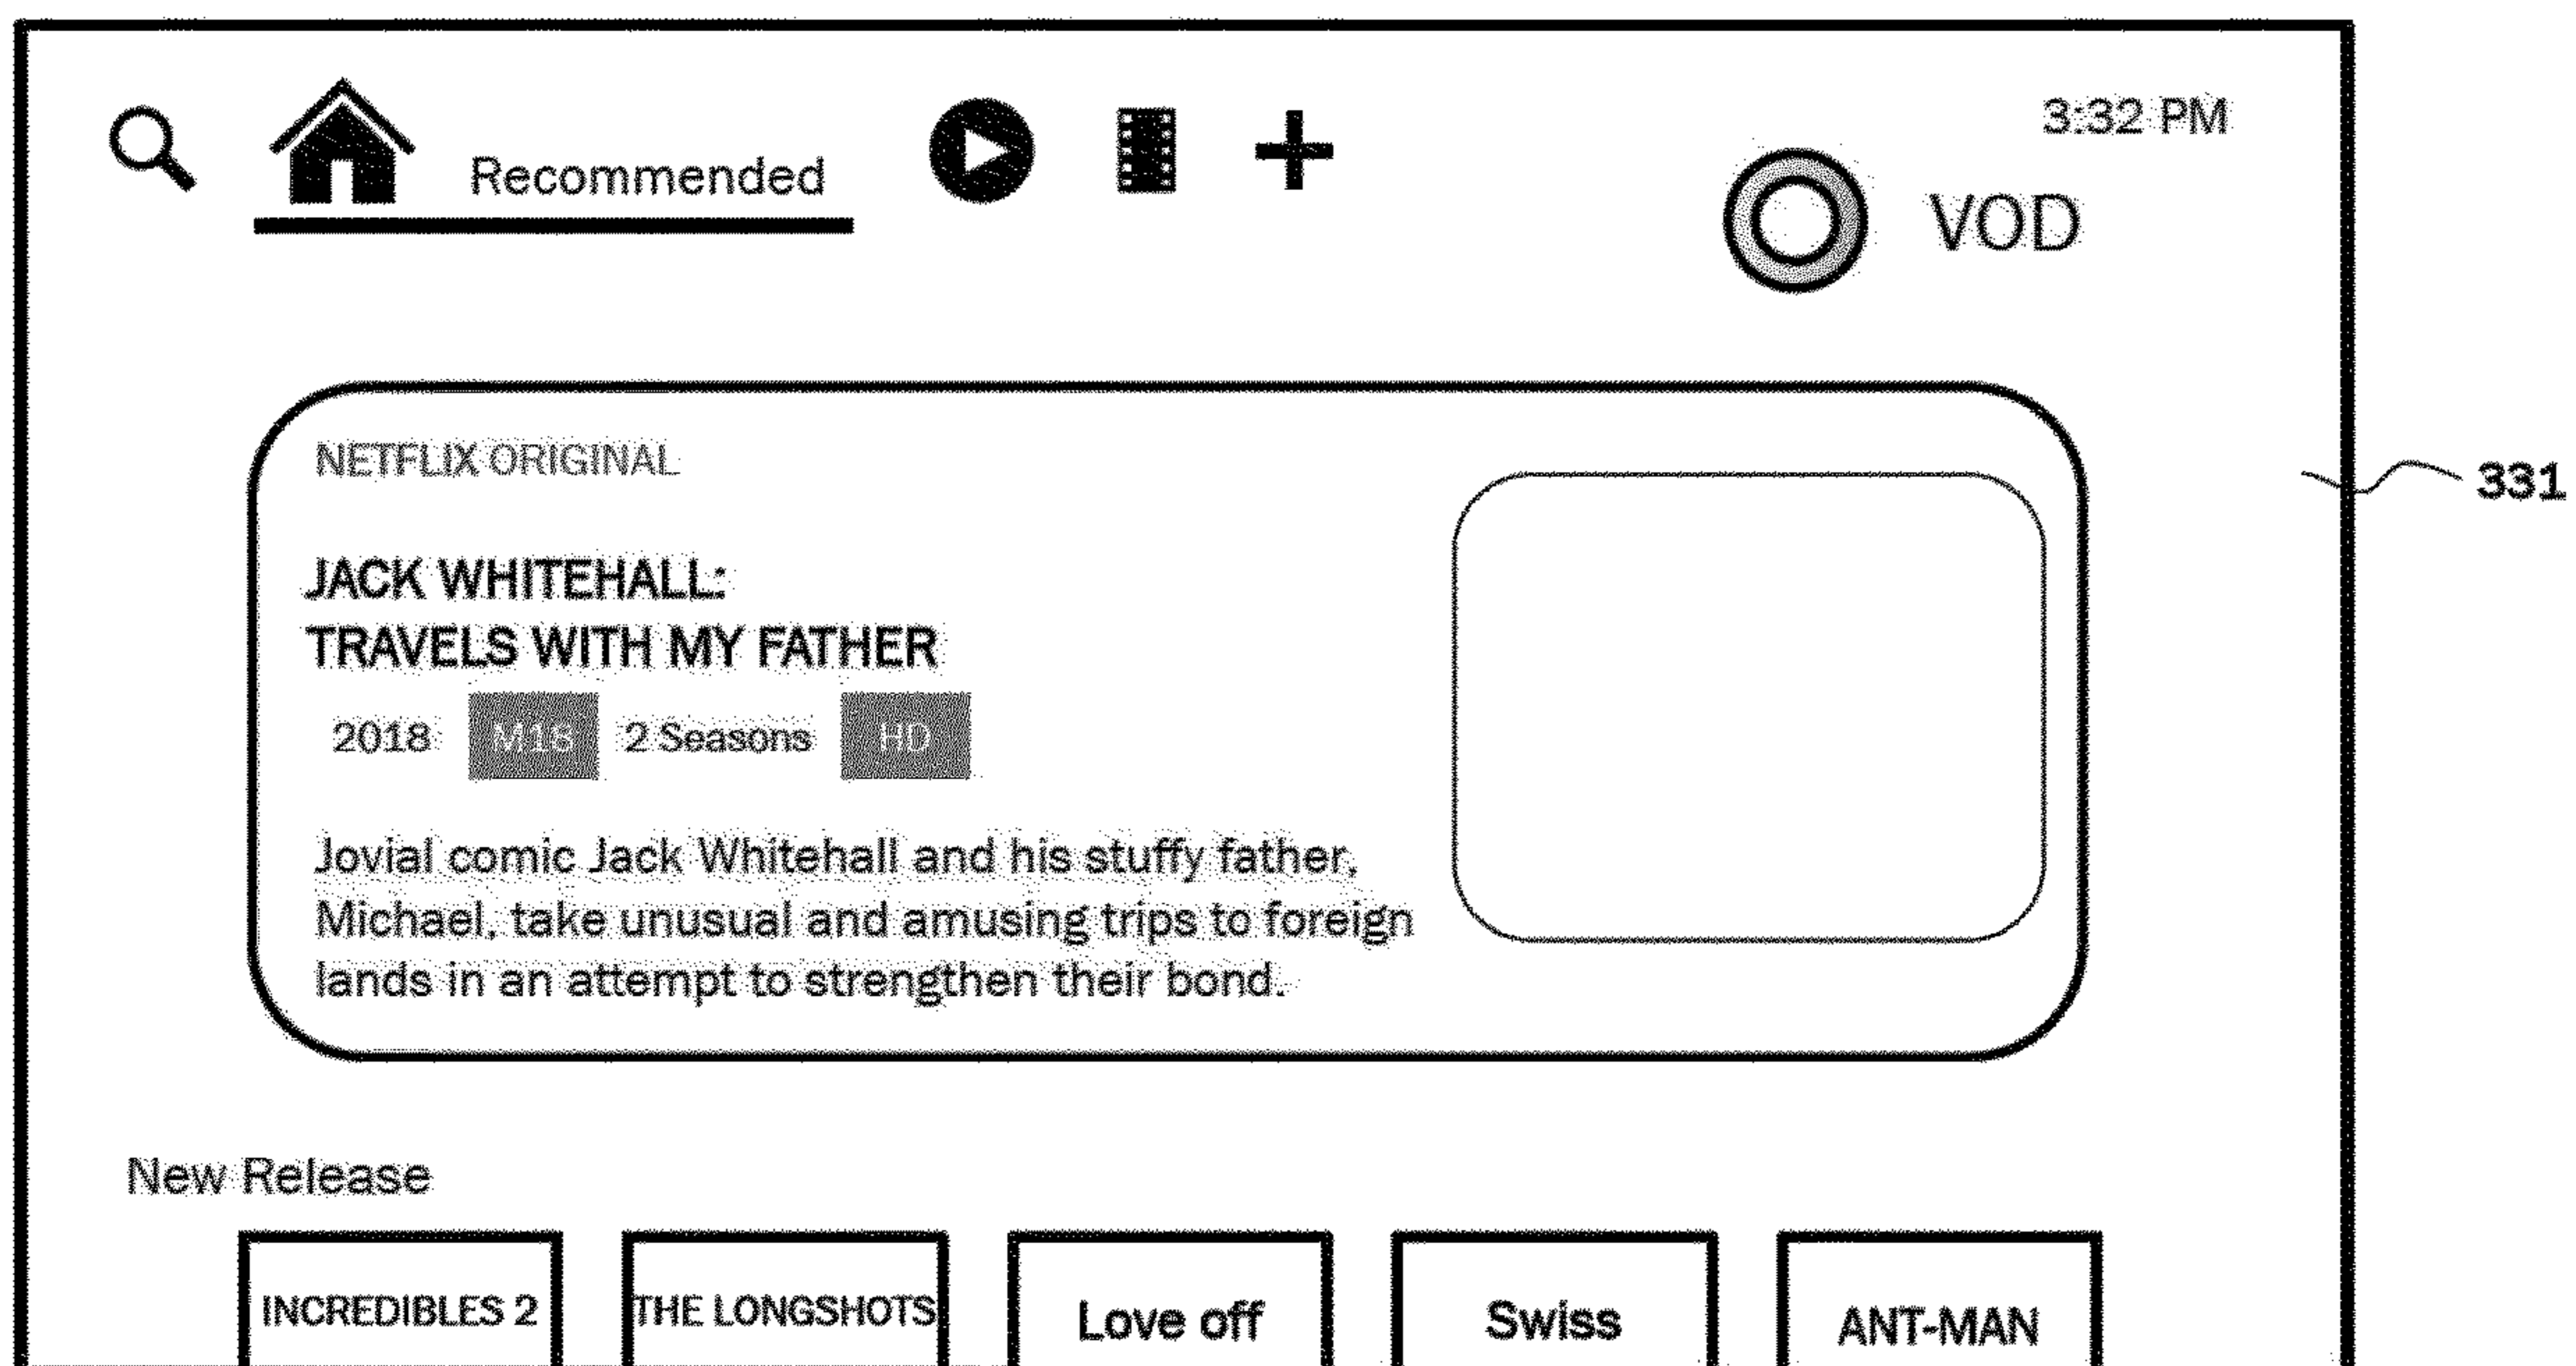 3:32 PM
Recommended
VOD
NETFLIX ORIGINAL
331
JACK WHITEHALL:
TRAVELS WITH MY FATHER
2018 M18 2 Seasons HD
Jovial comic Jack Whitehall and his stuffy father,
Michael, take unusual and amusing trips to foreign
lands in an attempt to strengthen their bond.
New Release
INCREDIBLES 2
THE LONGSHOTS
Love off
Swiss
ANT-MAN